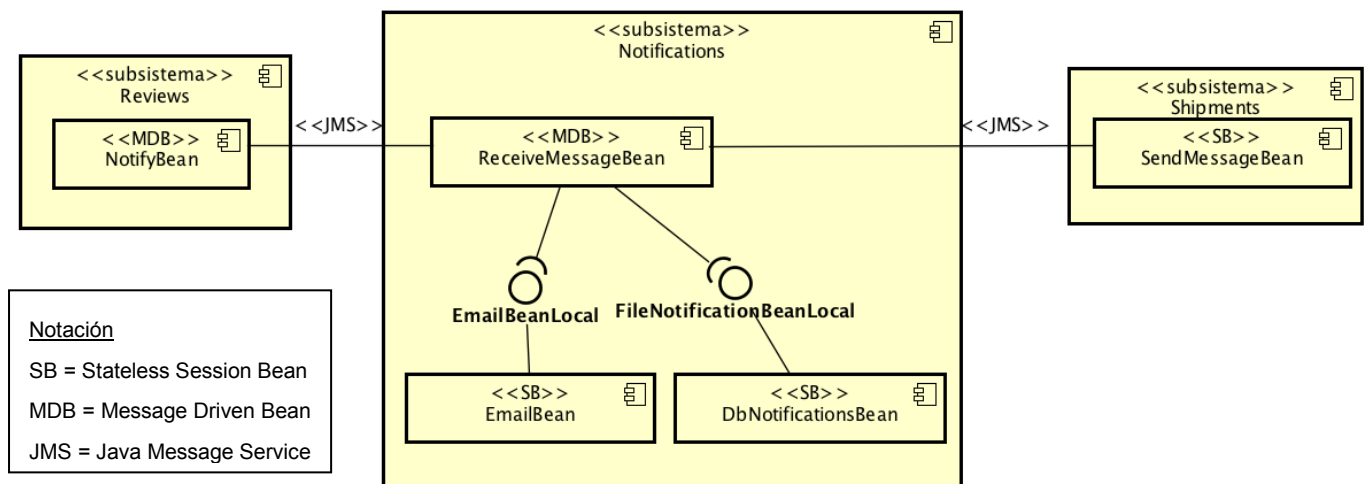 <<subsistema>>
Notifications
<<subsistema>>
Reviews
<<MDB>>
NotifyBean
<<JMS>>
<<MDB>>
ReceiveMessageBean
<<JMS>>
<<subsistema>>
Shipments
<<SB>>
SendMessageBean
EmailBeanLocal
FileNotificationBeanLocal
<<SB>>
EmailBean
<<SB>>
DbNotificationsBean
Notación
SB = Stateless Session Bean
MDB = Message Driven Bean
JMS = Java Message Service